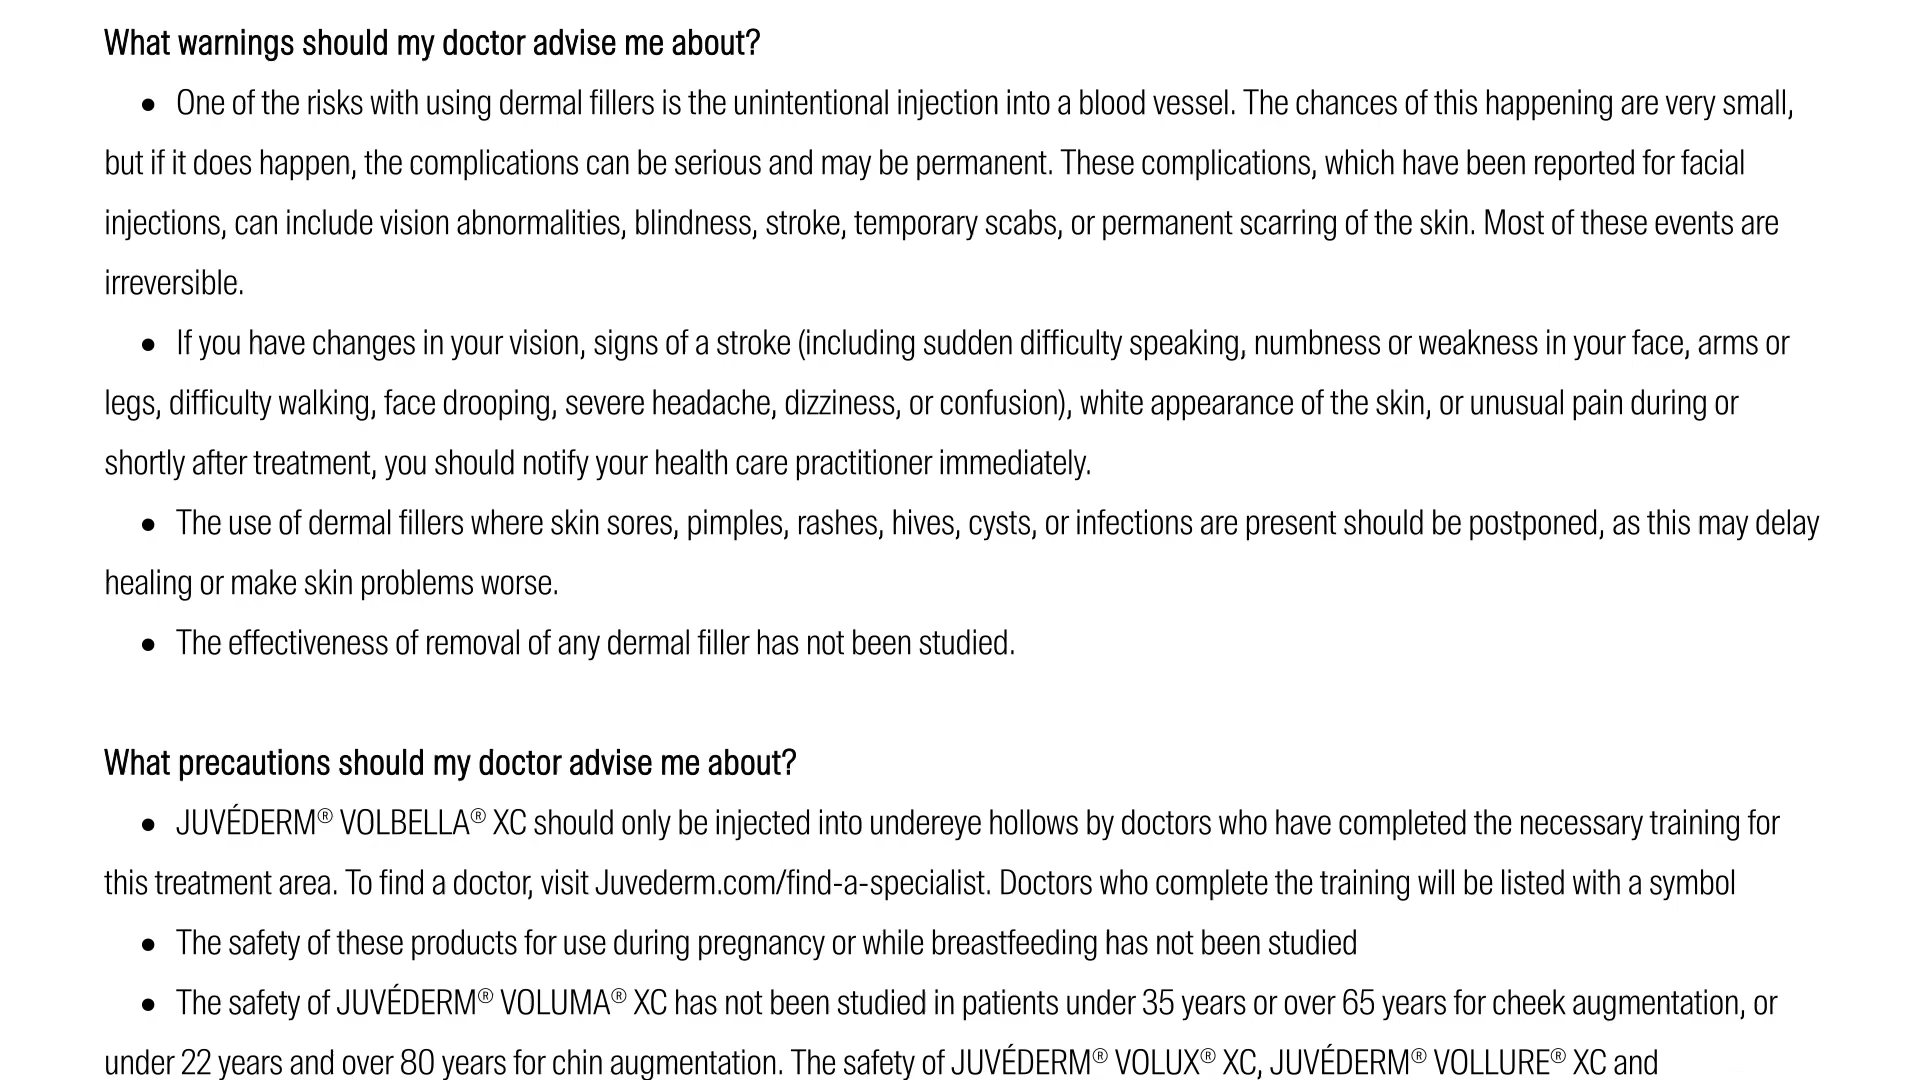 What warnings should my doctor advise me about?
• One of the risks with using dermal fillers is the unintentional injection into a blood vessel. The chances of this happening are very small,
but if it does happen, the complications can be serious and may be permanent. These complications, which have been reported for facial
injections, can include vision abnormalities, blindness, stroke, temporary scabs, or permanent scarring of the skin. Most of these events are
irreversible.
• If you have changes in your vision, signs of a stroke (including sudden difficulty speaking, numbness or weakness in your face, arms or
legs, difficulty walking, face drooping, severe headache, dizziness, or confusion), white appearance of the skin, or unusual pain during or
shortly after treatment, you should notify your health care practitioner immediately.
• The use of dermal fillers where skin sores, pimples, rashes, hives, cysts, or infections are present should be postponed, as this may delay
healing or make skin problems worse.
• The effectiveness of removal of any dermal filler has not been studied.
What precautions should my doctor advise me about?
• JUVÉDERM® VOLBELLA® XC should only be injected into undereye hollows by doctors who have completed the necessary training for
this treatment area. To find a doctor, visit Juvederm.com/find-a-specialist. Doctors who complete the training will be listed with a symbol
• The safety of these products for use during pregnancy or while breastfeeding has not been studied
• The safety of JUVÉDERM® VOLUMA® XC has not been studied in patients under 35 years or over 65 years for cheek augmentation, or
under 22 years and over 80 years for chin augmentation. The safety of JUVÉDERM® VOLUX® XC, JUVÉDERM® VOLLURE® XC and